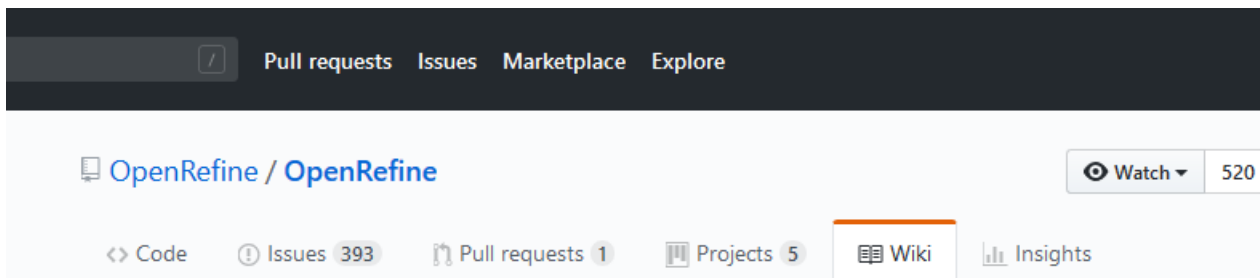 / Pull requests Issues Marketplace Explore
OpenRefine / OpenRefine Watch 520
<> Code Issues 393 Pull requests 1 Projects 5 Wiki Insights